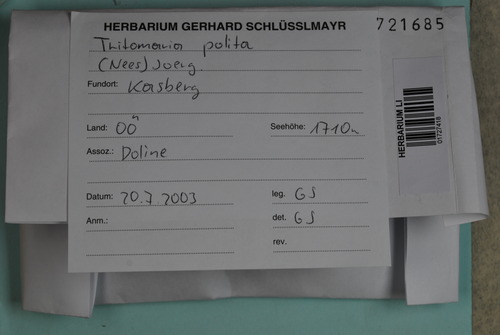 HERBARIUM GERHARD SCHLÜSSLMAYR
721685
Tritomaria polita
(Nees) Joerg.
Fundort: Kasberg
Land: OÖ Seehöhe: 1710m
Assoz.: Doline
Datum: 20.7.2003 leg. GS
Anm.: det. GS
rev.
HERBARIUM LI
01727418